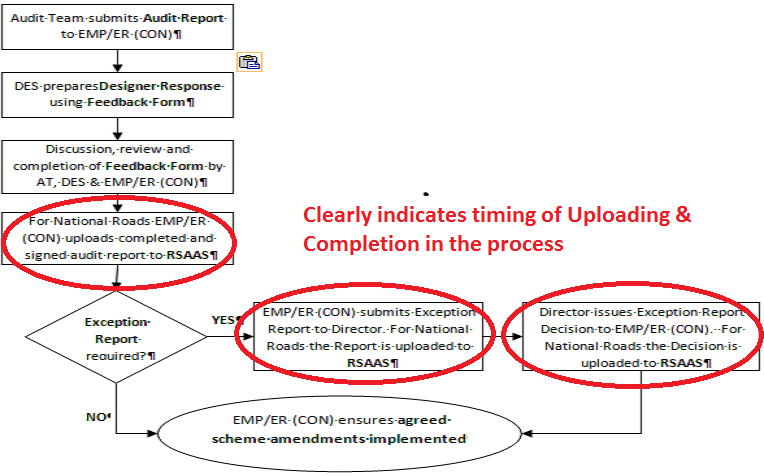 Audit Team submits Audit Report
to EMP/ER (CON)¶
DES prepares Designer Response
using Feedback Form¶
Discussion, review and
completion of Feedback Form by
AT, DES & EMP/ER (CON)¶
For National Roads EMP/ER
(CON) uploads completed and
signed audit report to RSAAS¶
Clearly indicates timing of Uploading &
Completion in the process
Exception
Report
required?¶
YES¶
EMP/ER (CON) submits Exception
Report to Director. For National
Roads the Report is uploaded to
RSAAS¶
Director issues Exception Report
Decision to EMP/ER (CON). For
National Roads the Decision is
uploaded to RSAAS¶
NO¶
EMP/ER (CON) ensures agreed
scheme amendments implemented